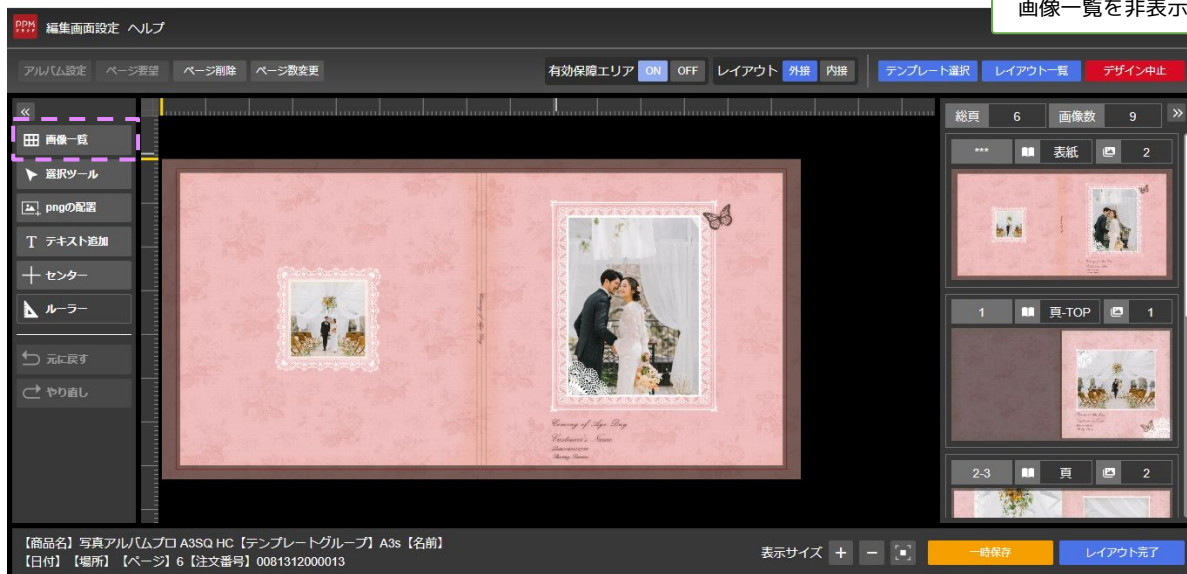 画像一覧を非表示
PPM 編集画面設定 ヘルプ
アルバム設定 ページ要望 ページ削除 ページ数変更 有効保障エリア ON OFF レイアウト 外接 内接 テンプレート選択 レイアウト一覧 デザイン中止
画像一覧
選択ツール
pngの配置
T テキスト追加
センター
ルーラー
元に戻す
やり直し
Coming of Age Day
Customer's Name
総頁 6 画像数 9
*** 表紙 2
1 頁-TOP 1
2-3 頁 2
【商品名】写真アルバムプロ A3SQ HC【テンプレートグループ】A3s【名前】
【日付】【場所】【ページ】6【注文番号】0081312000013
表示サイズ + − 一時保存 レイアウト完了